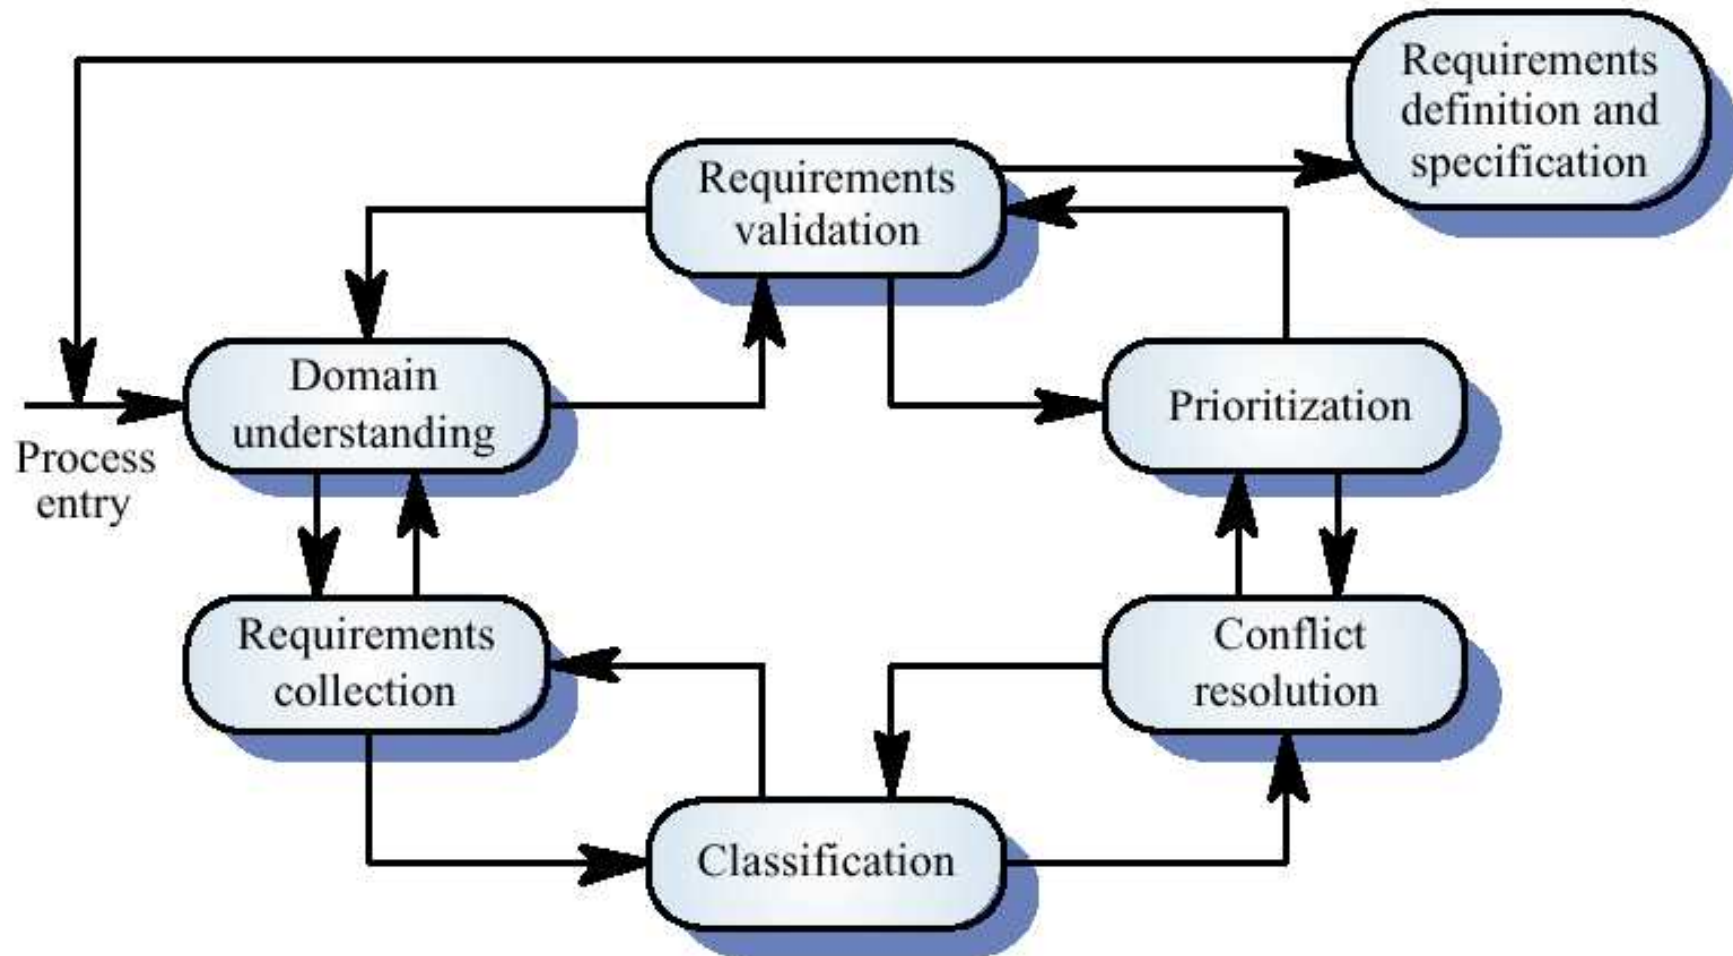 Requirements
definition and
specification
Requirements
validation
Domain
understanding
Prioritization
Process
entry
Requirements
collection
Conflict
resolution
Classification